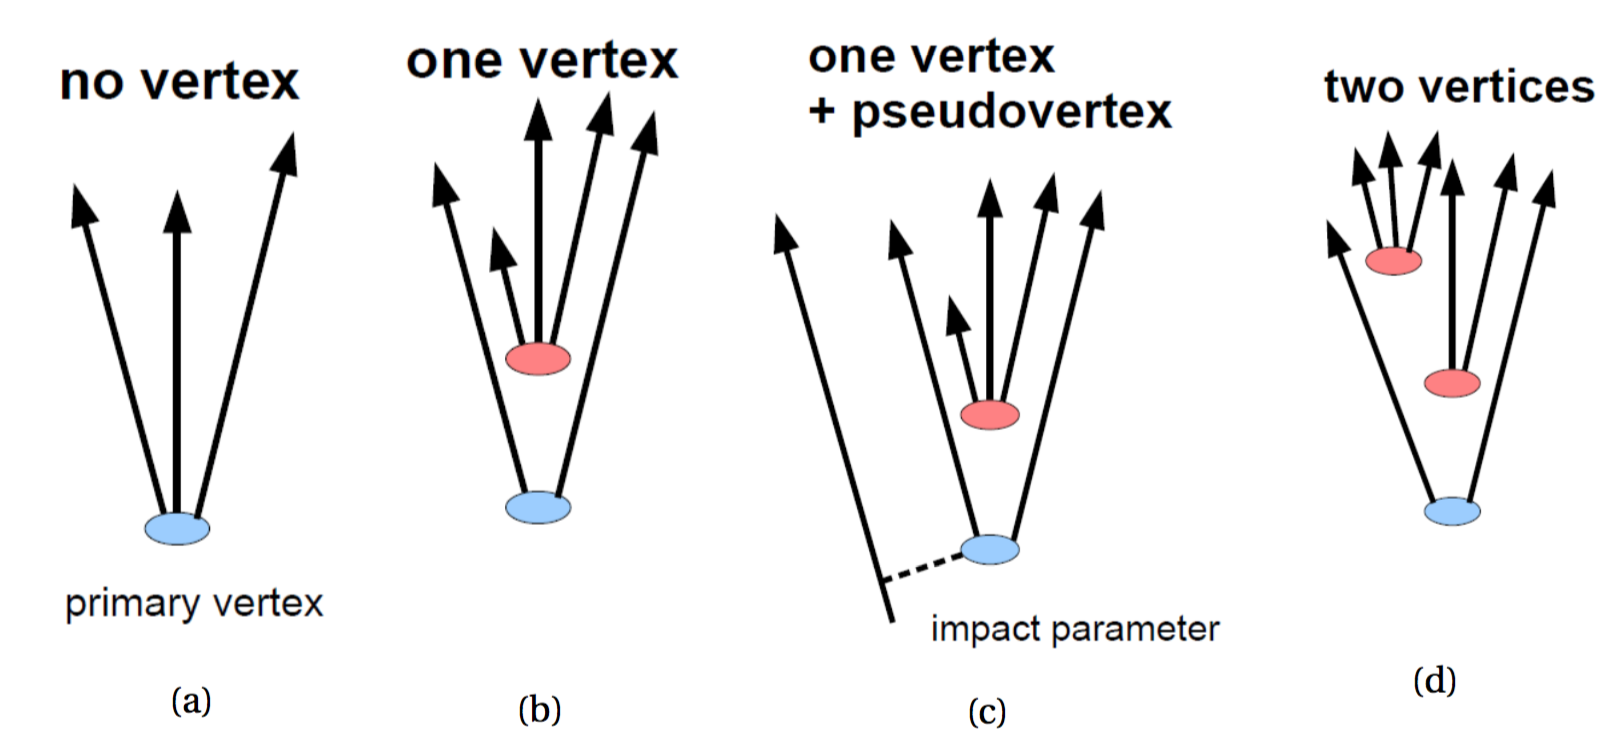 no vertex
one vertex
one vertex
+ pseudovertex
two vertices
primary vertex
impact parameter
(a)
(b)
(c)
(d)